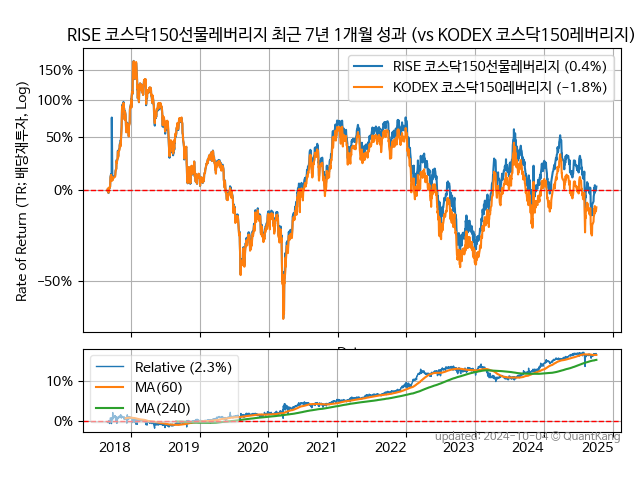 RISE 코스닥150선물레버리지 최근 7년 1개월 성과 (vs KODEX 코스닥150레버리지)
Rate of Return (TR: 배당재투자, Log)
150%
100%
50%
0%
−50%
RISE 코스닥150선물레버리지 (0.4%)
KODEX 코스닥150레버리지 (−1.8%)
10%
0%
Relative (2.3%)
MA(60)
MA(240)
2018
2019
2020
2021
2022
2023
2024
2025
updated: 2024-10-04 © QuantKang